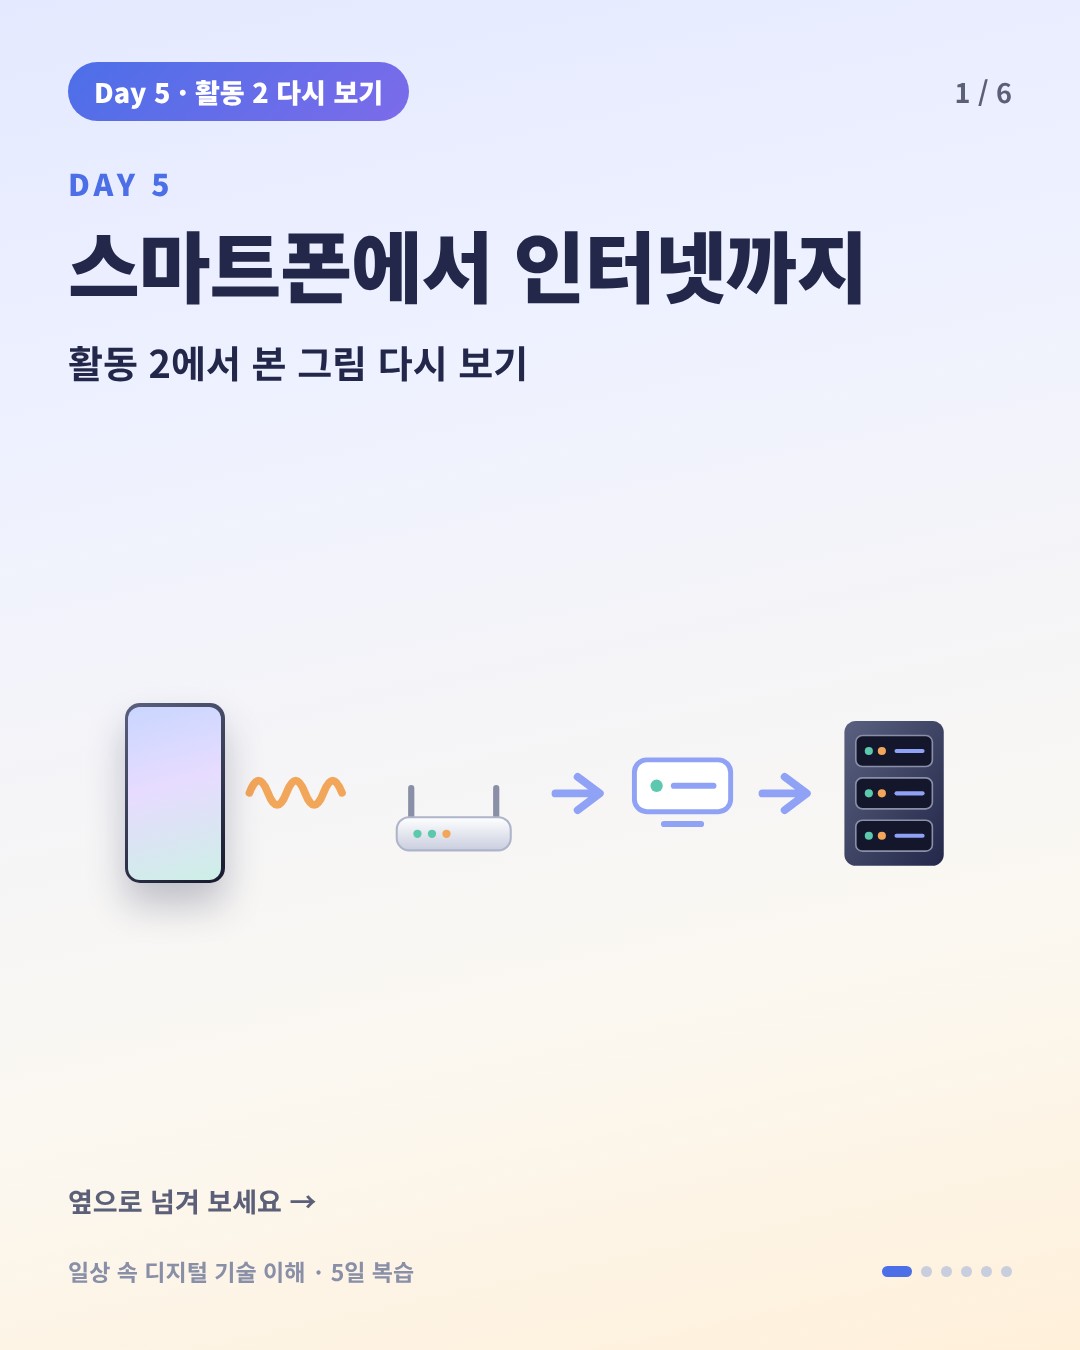 Day 5 · 활동 2 다시 보기
1 / 6
DAY 5
스마트폰에서 인터넷까지
활동 2에서 본 그림 다시 보기
옆으로 넘겨 보세요 →
일상 속 디지털 기술 이해 · 5일 복습